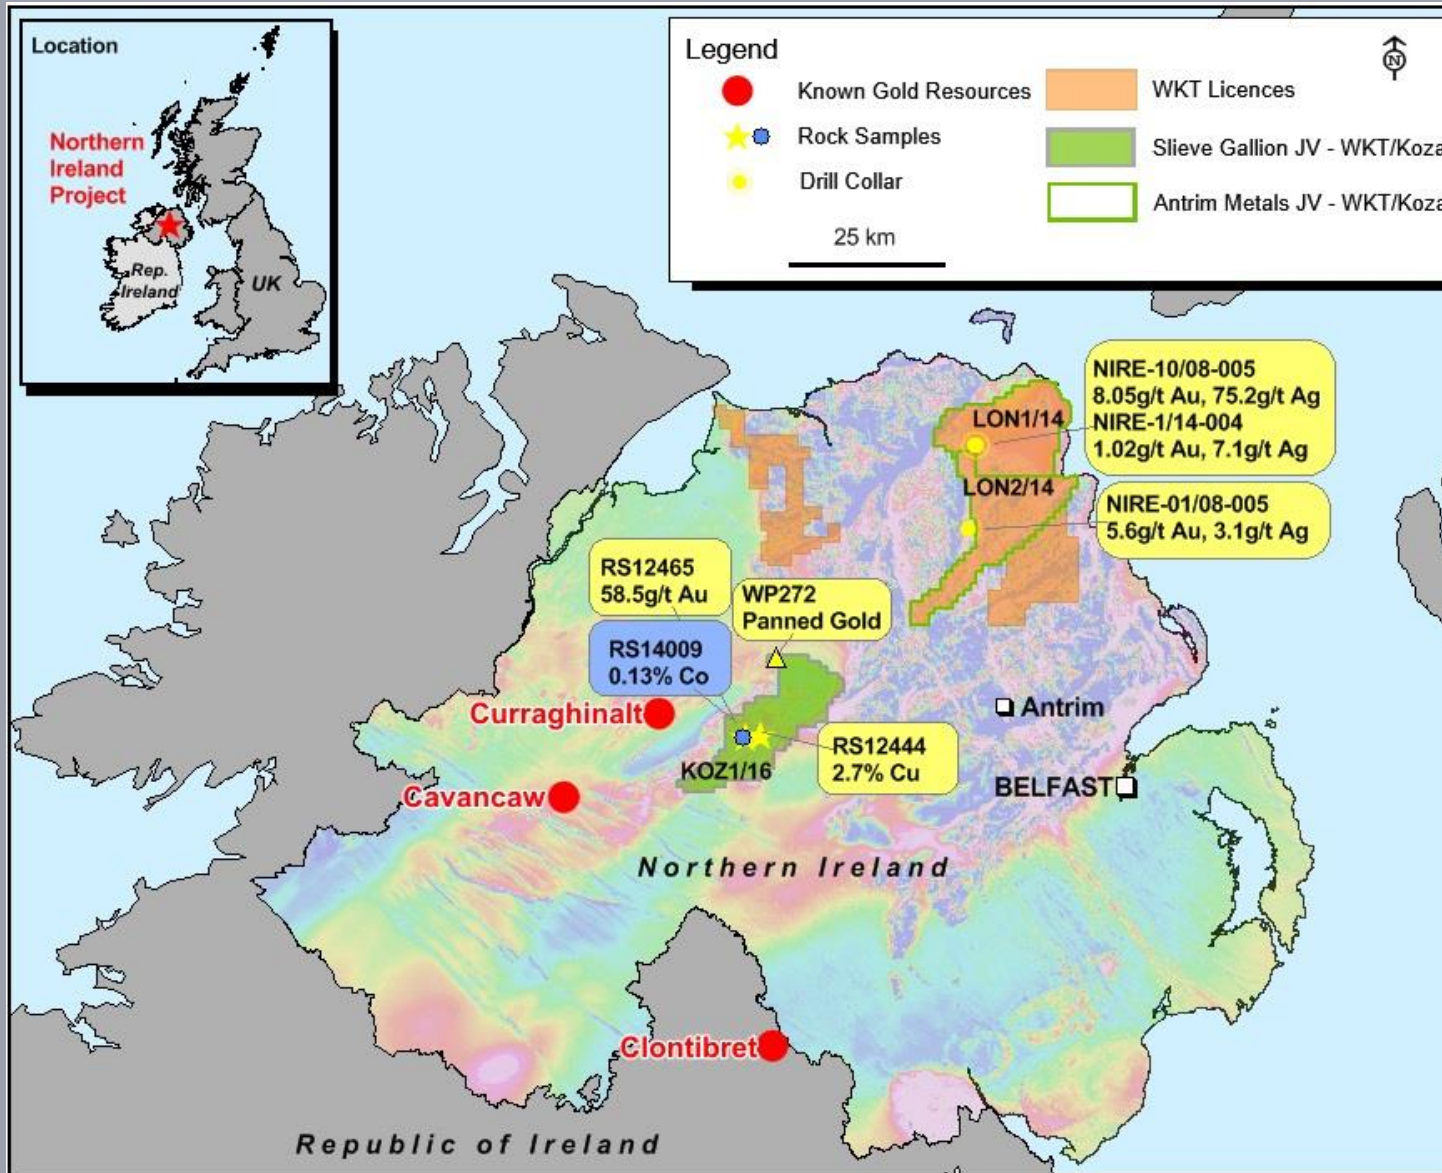 Location
Northern
Ireland
Project
Rep.
Ireland
UK
Legend
Known Gold Resources
Rock Samples
Drill Collar
25 km
WKT Licences
Slieve Gallion JV - WKT/Koza
Antrim Metals JV - WKT/Koza
N
NIRE-10/08-005
8.05g/t Au, 75.2g/t Ag
NIRE-1/14-004
1.02g/t Au, 7.1g/t Ag
LON1/14
LON2/14
NIRE-01/08-005
5.6g/t Au, 3.1g/t Ag
RS12465
58.5g/t Au
WP272
Panned Gold
RS14009
0.13% Co
Curraghinalt
Antrim
RS12444
2.7% Cu
KOZ1/16
Cavancaw
BELFAST
Northern Ireland
Clontibret
Republic of Ireland